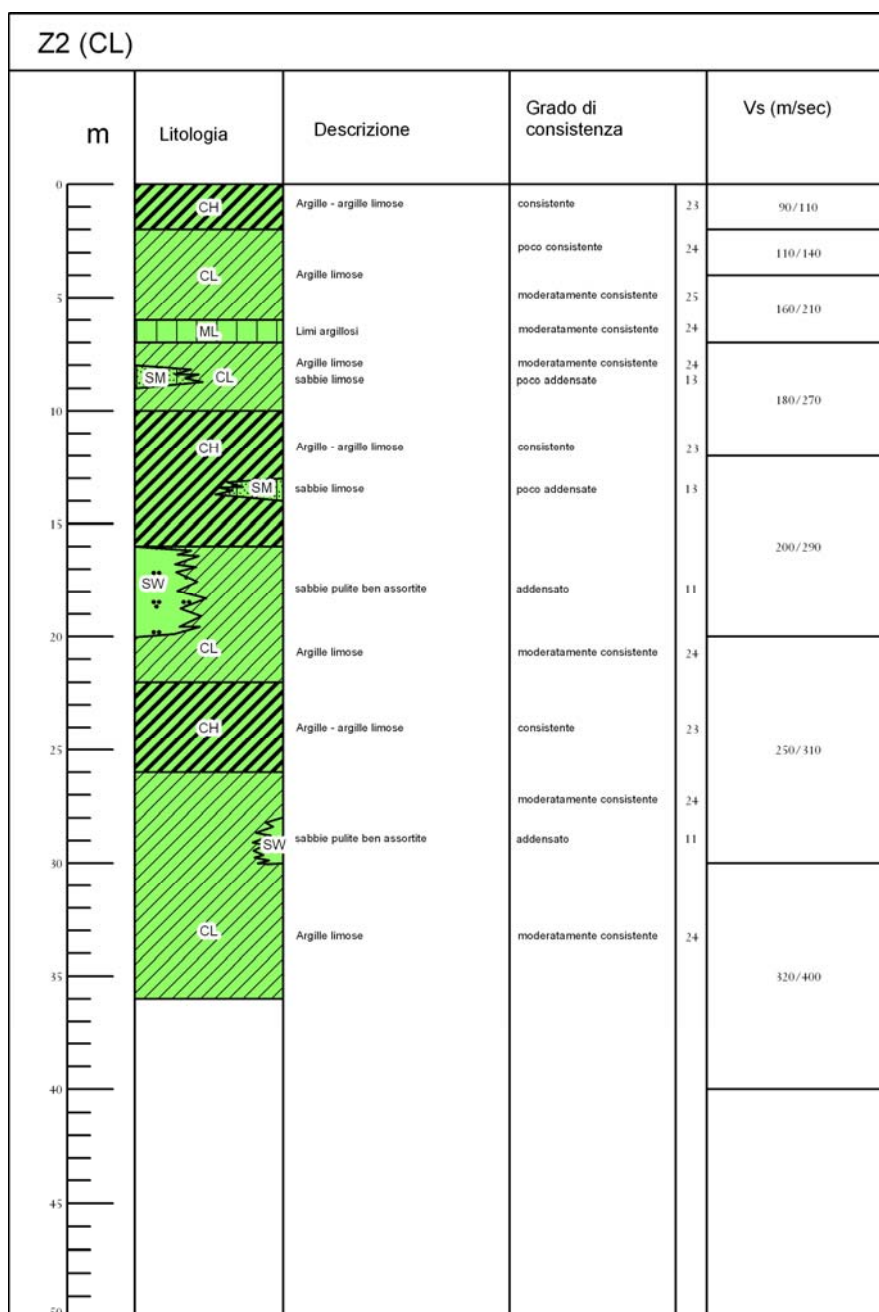 Z2 (CL)
m
Litologia
Descrizione
Grado di
consistenza
Vs (m/sec)
0
CH
Argille - argille limose
consistente
23
90/110
poco consistente
24
110/140
CL
Argille limose
5
moderatamente consistente
25
160/210
ML
Limi argillosi
moderatamente consistente
24
Argille limose
moderatamente consistente
24
SM
CL
sabbie limose
poco addensate
13
180/270
10
CH
Argille - argille limose
consistente
23
SM
sabbie limose
poco addensate
13
15
200/290
SW
sabbie pulite ben assortite
addensato
11
20
CL
Argille limose
moderatamente consistente
24
CH
Argille - argille limose
consistente
23
25
250/310
moderatamente consistente
24
SW
sabbie pulite ben assortite
addensato
11
30
CL
Argille limose
moderatamente consistente
24
35
320/400
40
45
50